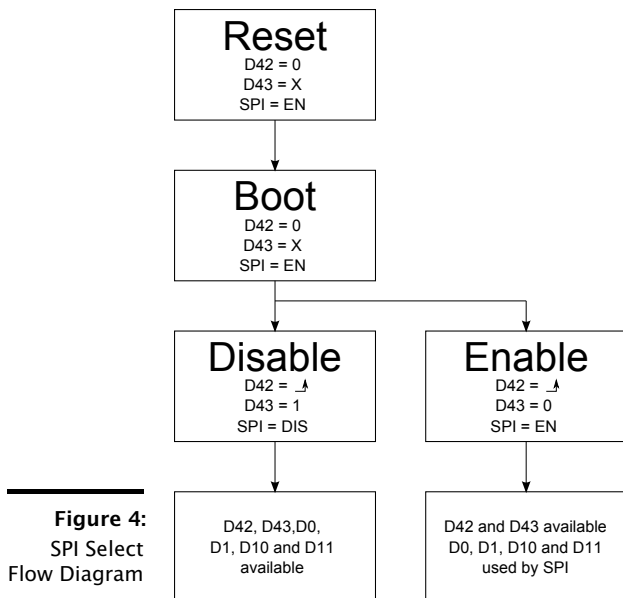 Reset
D42 = 0
D43 = X
SPI = EN
Boot
D42 = 0
D43 = X
SPI = EN
Disable
D42 =
D43 = 1
SPI = DIS
Enable
D42 =
D43 = 0
SPI = EN
D42, D43,D0,
D1, D10 and D11
available
D42 and D43 available
D0, D1, D10 and D11
used by SPI
Figure 4:
SPI Select
Flow Diagram